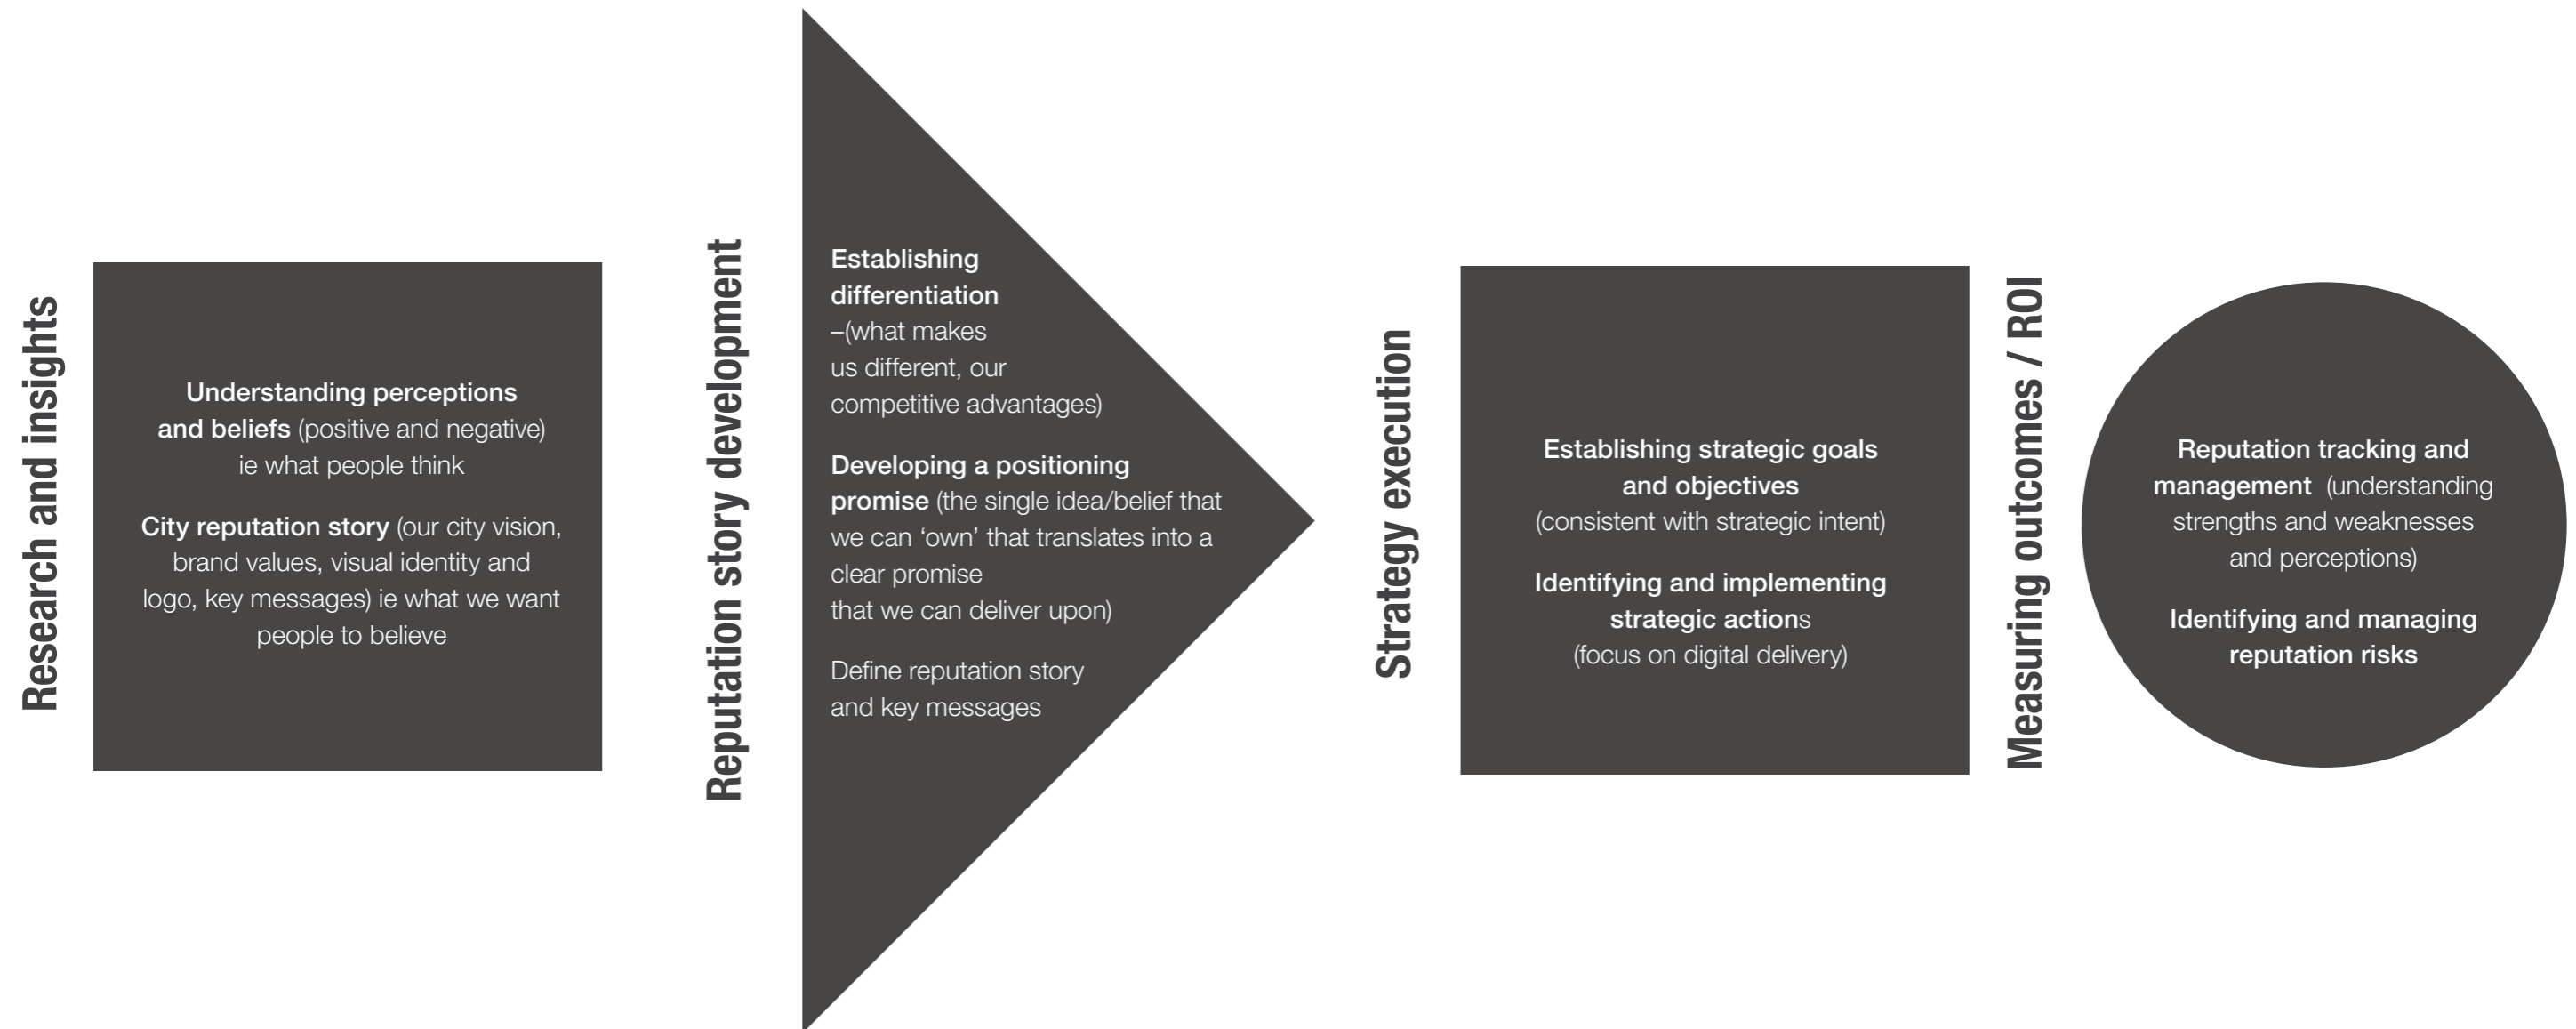 Research and insights
Understanding perceptions
and beliefs (positive and negative)
ie what people think
City reputation story (our city vision,
brand values, visual identity and
logo, key messages) ie what we want
people to believe
Reputation story development
Establishing
differentiation
–(what makes
us different, our
competitive advantages)
Developing a positioning
promise (the single idea/belief that
we can ‘own’ that translates into a
clear promise
that we can deliver upon)
Define reputation story
and key messages
Strategy execution
Establishing strategic goals
and objectives
(consistent with strategic intent)
Identifying and implementing
strategic actions
(focus on digital delivery)
Measuring outcomes / ROI
Reputation tracking and
management (understanding
strengths and weaknesses
and perceptions)
Identifying and managing
reputation risks